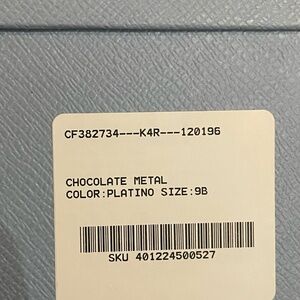 CF382734---K4R---120196
CHOCOLATE METAL
COLOR:PLATINO SIZE:9B
SKU 401224500527